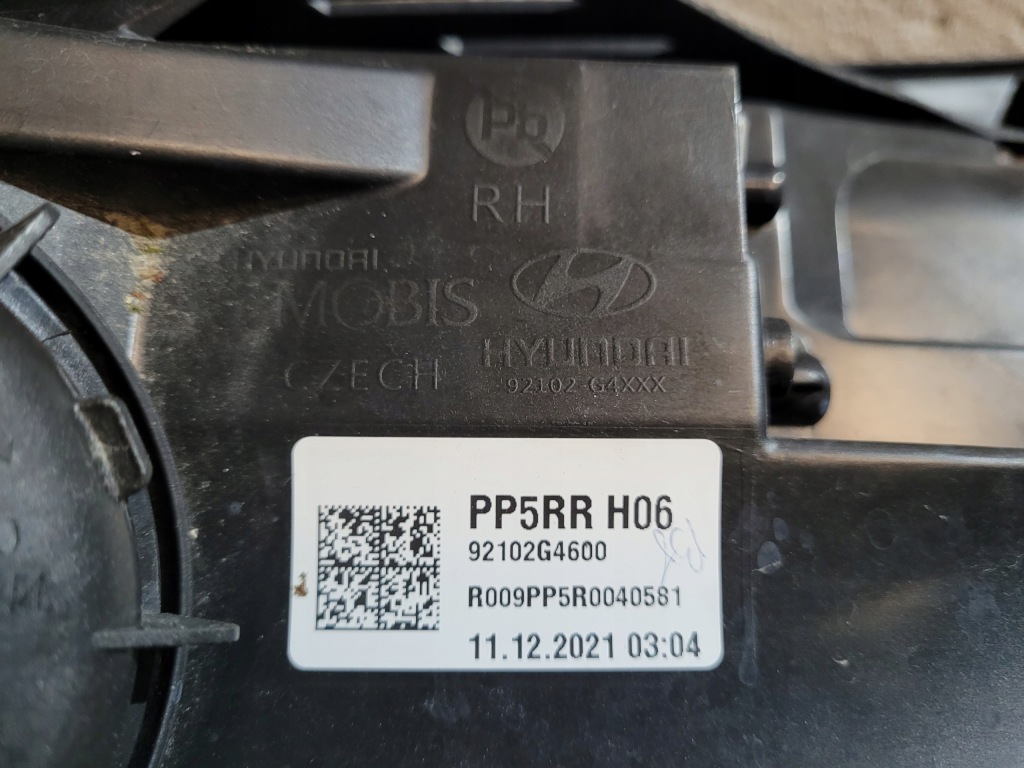 Pb
RH
HYUNDAI
MOBIS
CZECH
HYUNDAI
92102-G4XXX
PP5RR H06
92102G4600
R009PP5R0040581
11.12.2021 03:04